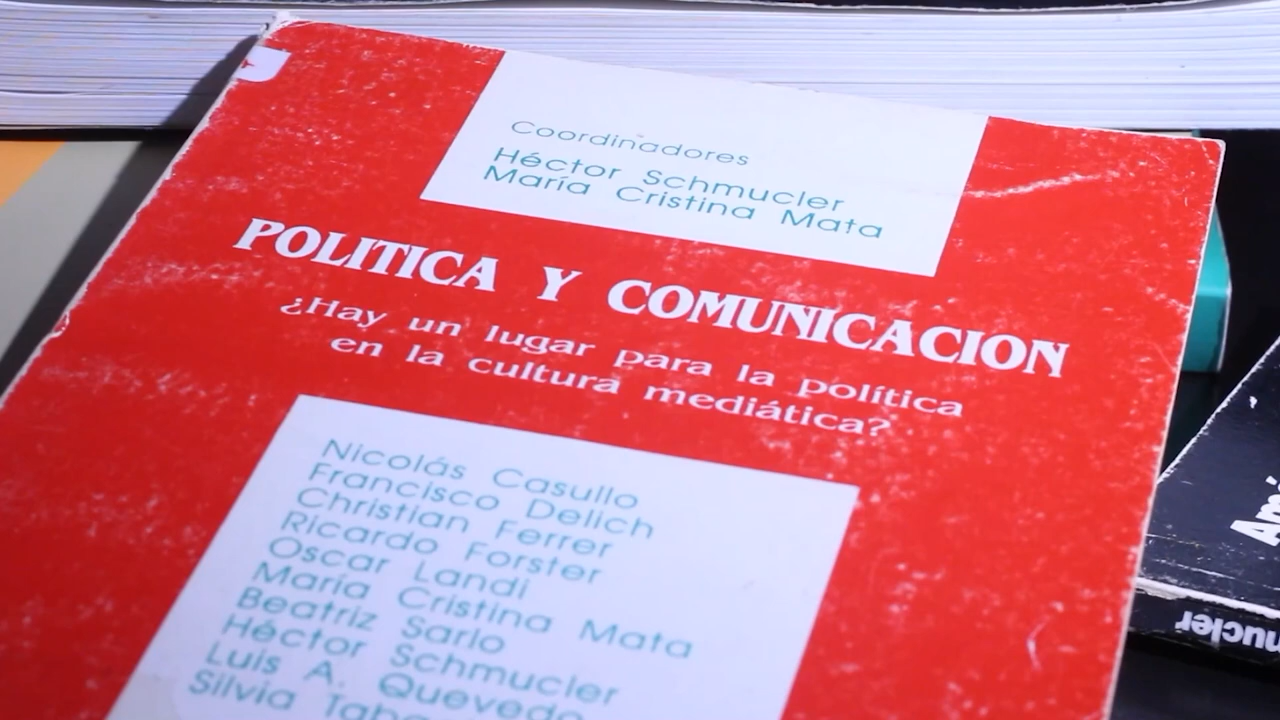 Coordinadores
Héctor Schmucler
María Cristina Mata
POLITICA Y COMUNICACION
¿Hay un lugar para la política
en la cultura mediática?
Nicolás Casullo
Francisco Delich
Christian Ferrer
Ricardo Forster
Oscar Landi
María Cristina Mata
Beatriz Sarlo
Héctor Schmucler
Luis A. Quevedo
Silvia